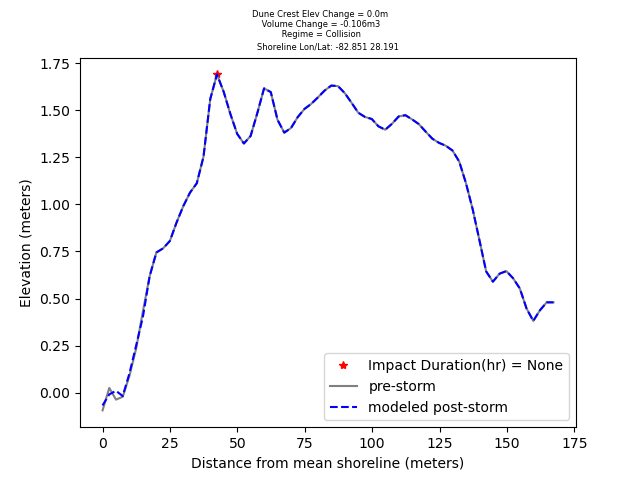 Dune Crest Elev Change = 0.0m
Volume Change = -0.106m3
Regime = Collision
Shoreline Lon/Lat: -82.851 28.191
1.75
1.50
1.25
1.00
0.75
0.50
0.25
0.00
Elevation (meters)
Impact Duration(hr) = None
pre-storm
modeled post-storm
0 25 50 75 100 125 150 175
Distance from mean shoreline (meters)